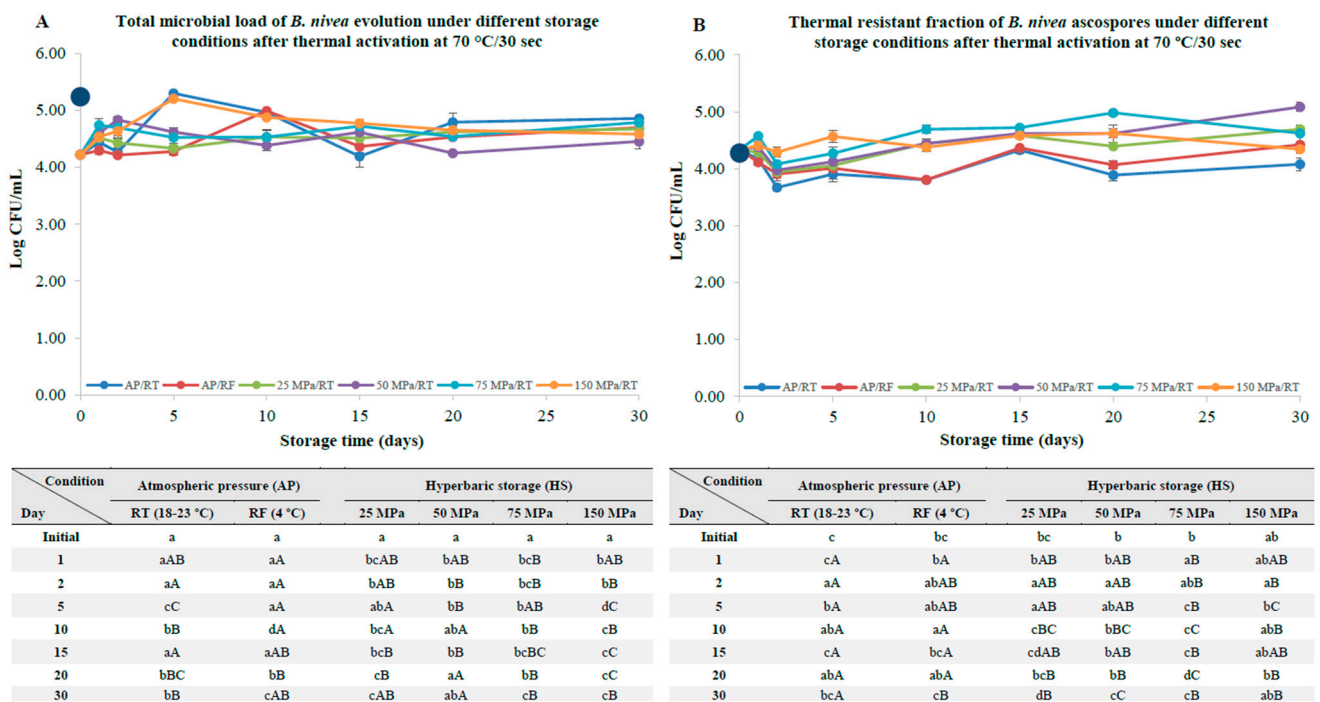 A Total microbial load of B. nivea evolution under different storage
conditions after thermal activation at 70 °C/30 sec
6.00
5.00
4.00
3.00
2.00
1.00
0.00
Log CFU/mL
AP/RT AP/RF 25 MPa/RT 50 MPa/RT 75 MPa/RT 150 MPa/RT
0 5 10 15 20 25 30
Storage time (days)
B Thermal resistant fraction of B. nivea ascospores under different
storage conditions after thermal activation at 70 °C/30 sec
6.00
5.00
4.00
3.00
2.00
1.00
0.00
Log CFU/mL
AP/RT AP/RF 25 MPa/RT 50 MPa/RT 75 MPa/RT 150 MPa/RT
0 5 10 15 20 25 30
Storage time (days)
Condition Atmospheric pressure (AP) Hyperbaric storage (HS)
Day RT (18-23 °C) RF (4 °C) 25 MPa 50 MPa 75 MPa 150 MPa
Initial a a a a a a
1 aAB aA bcAB bAB bcB bAB
2 aA aA bAB bB bcB bB
5 cC aA abA bB bAB dC
10 bB dA bcA abA bB cB
15 aA aAB bcB bB bcBC cC
20 bBC bB cB aA bB cC
30 bB cAB cAB abA cB cB
Condition Atmospheric pressure (AP) Hyperbaric storage (HS)
Day RT (18-23 °C) RF (4 °C) 25 MPa 50 MPa 75 MPa 150 MPa
Initial c bc bc b b ab
1 cA bA bAB bAB aB abAB
2 aA abAB aAB aAB abB aB
5 bA abAB aAB abAB cB bC
10 abA aA cBC bBC cC abB
15 cA bcA cdAB bAB cB abAB
20 abA abA bcB bB dC bB
30 bcA cB dB cC cB abB